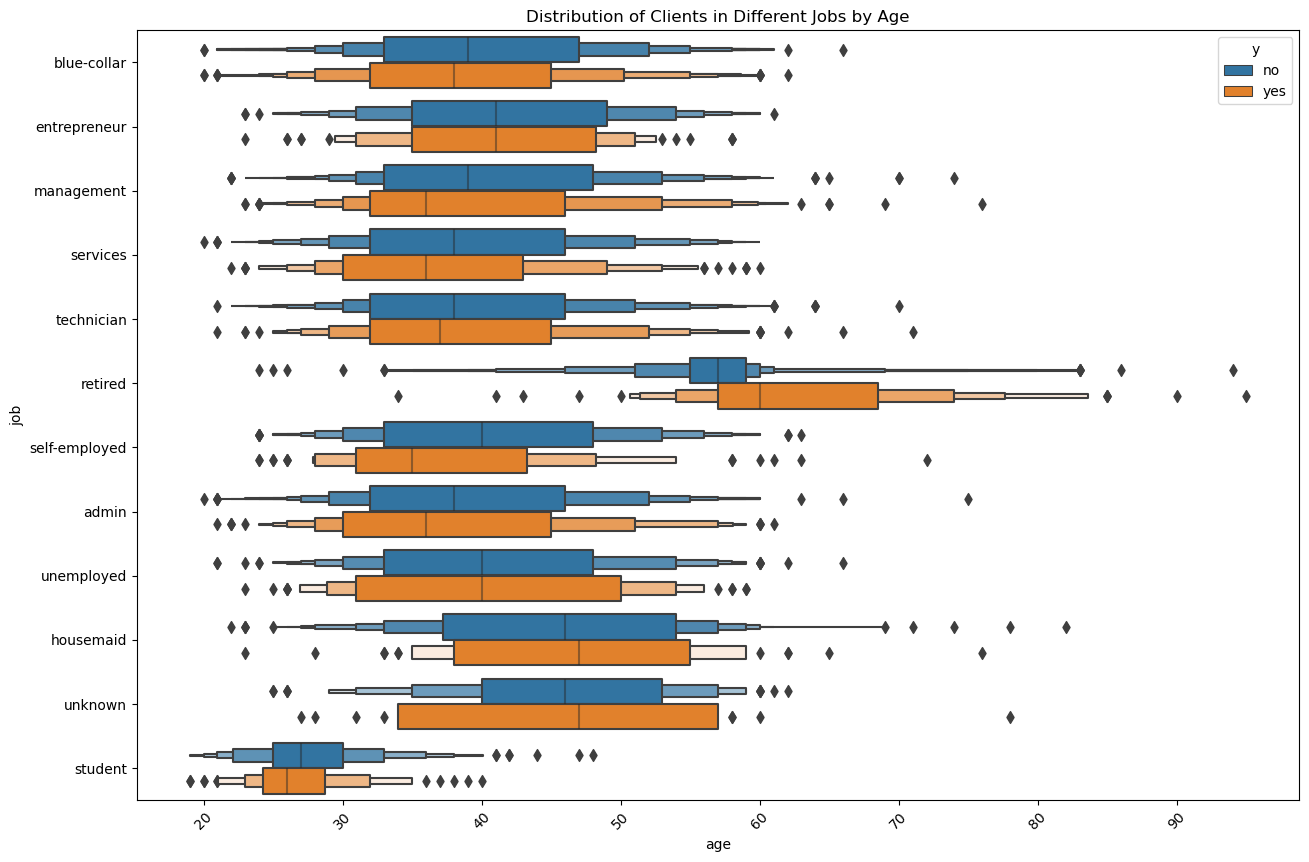 Distribution of Clients in Different Jobs by Age
y
no
yes
job
blue-collar
entrepreneur
management
services
technician
retired
self-employed
admin
unemployed
housemaid
unknown
student
20 30 40 50 60 70 80 90
age